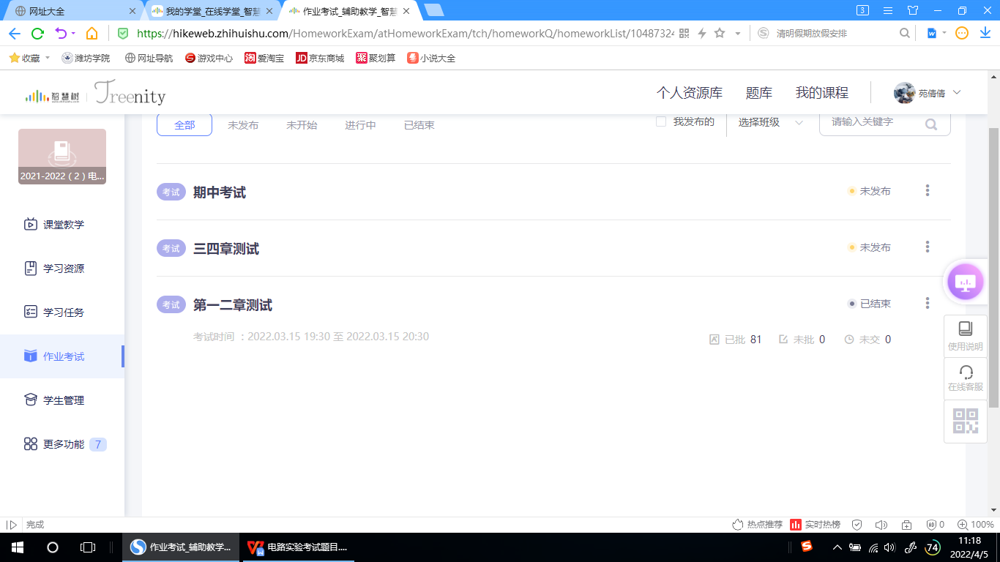 网址大全
我的学堂_在线学堂_智慧
作业考试_辅助教学_智慧
3
https://hikeweb.zhihuishu.com/HomeworkExam/atHomeworkExam/tch/homeworkQ/homeworkList/1048732
清明假期放假安排
收藏
潍坊学院
网址导航
游戏中心
淘 爱淘宝
JD 京东商城
聚 聚划算
小说大全
智慧树
Treenity
个人资源库
题库
我的课程
苑倩倩
2021-2022 ( 2 ) 电...
课堂教学
学习资源
学习任务
作业考试
学生管理
更多功能 7
全部
未发布
未开始
进行中
已结束
我发布的
选择班级
请输入关键字
考试 期中考试
未发布
考试 三四章测试
未发布
考试 第一二章测试
已结束
考试时间 : 2022.03.15 19:30 至 2022.03.15 20:30
已批 81
未批 0
未交 0
使用说明
在线客服
完成
热点推荐
实时热榜
0
100%
作业考试_辅助教学...
电路实验考试题目....
74
11:18
2022/4/5